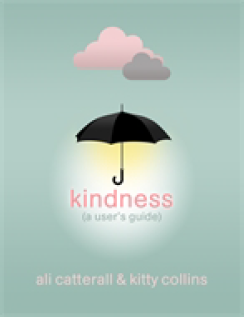 kindness
(a user's guide)
ali catterall & kitty collins